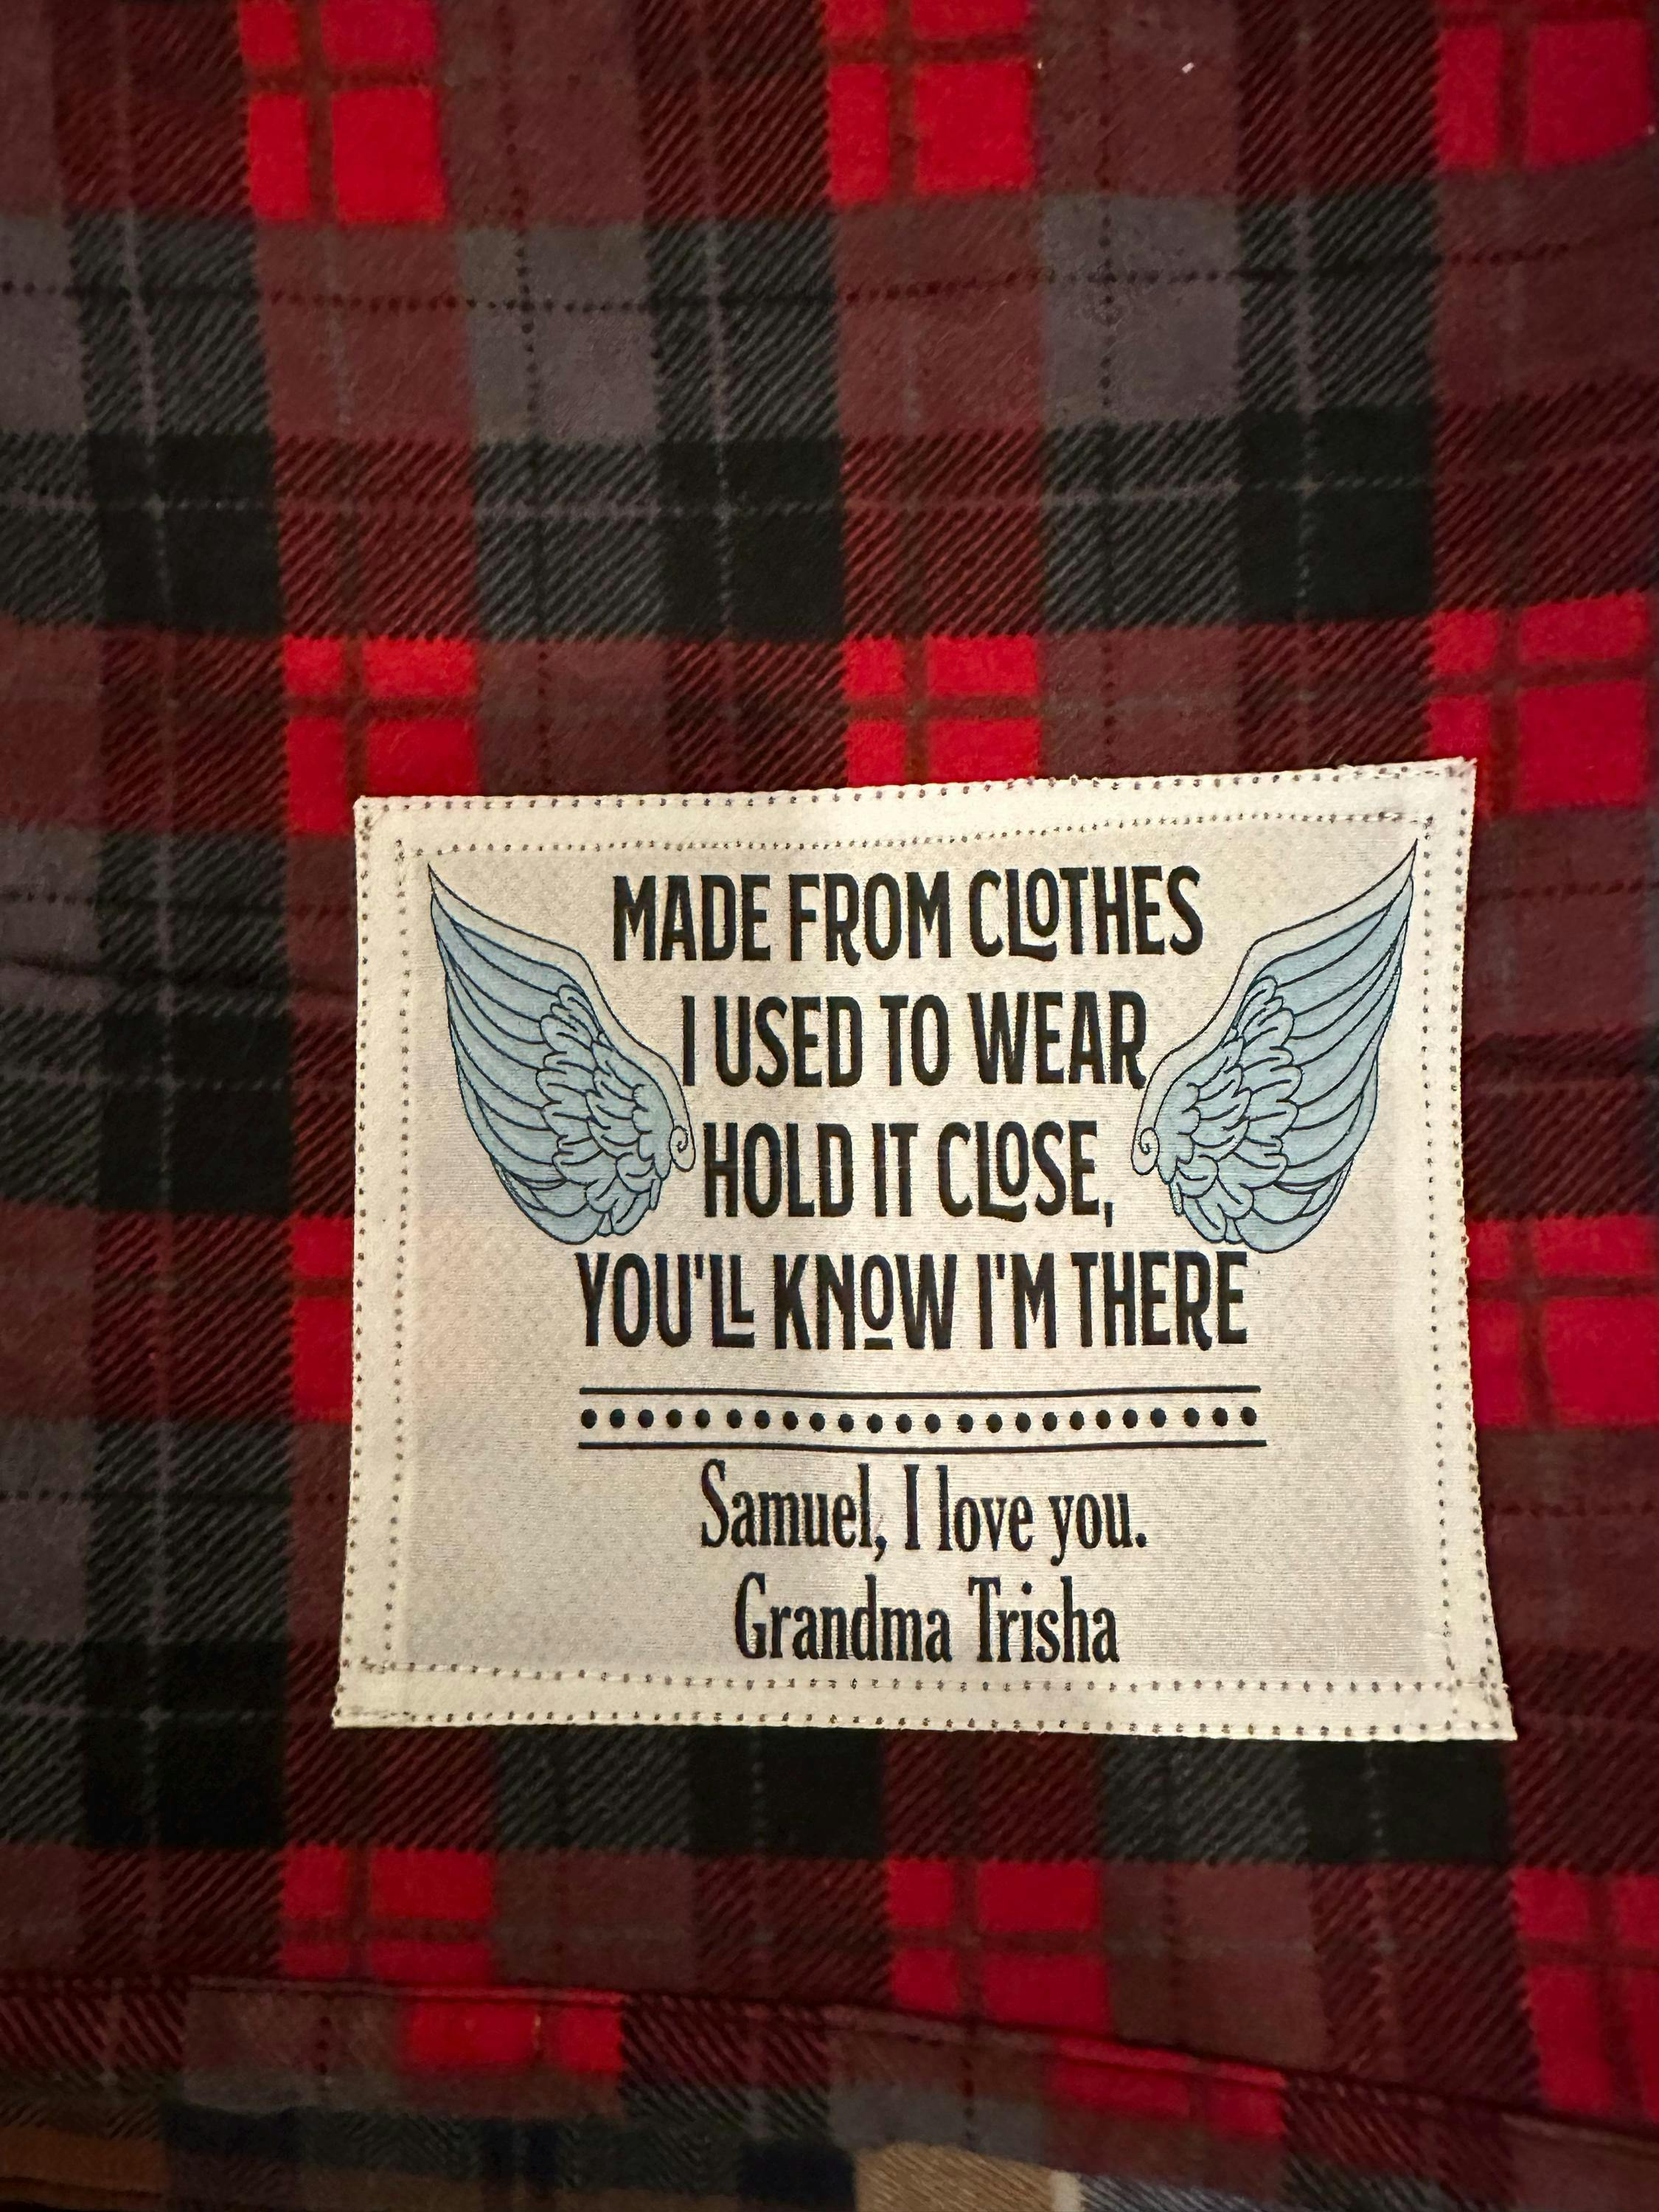 MADE FROM CLOTHES
I USED TO WEAR
HOLD IT CLOSE,
YOU'LL KNOW I'M THERE
Samuel, I love you.
Grandma Trisha